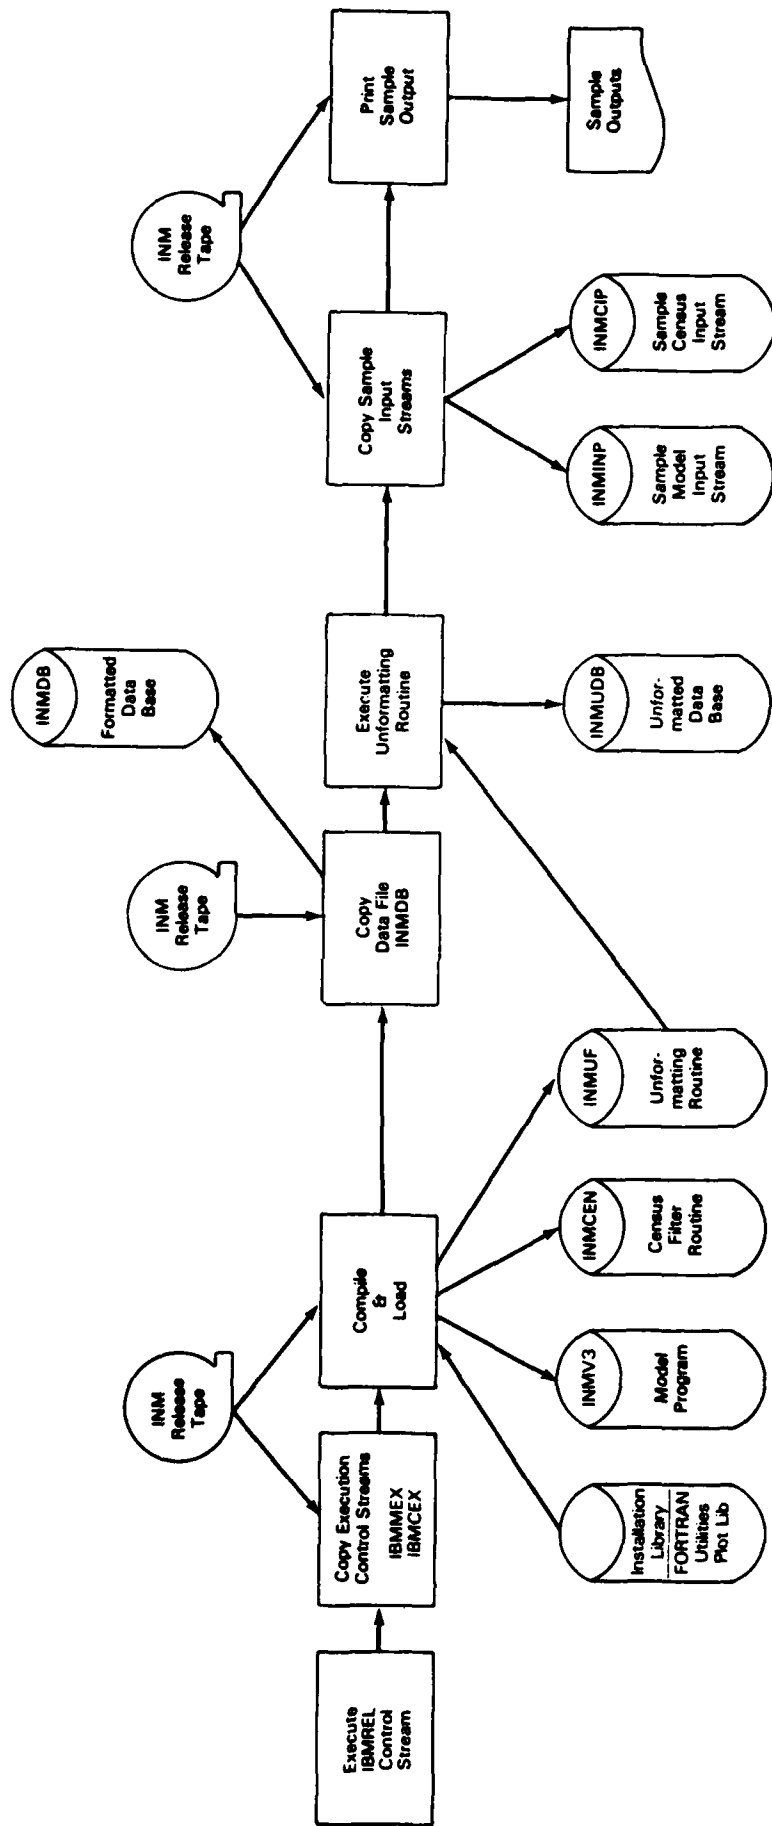 Execute
IBMREL
Control
Stream
Copy Execution
Control Streams
IBMMEX
IBMCEX
INM
Release
Tape
Compile
&
Load
Installation
Library
FORTRAN
Utilities
Plot Lib
INMV3
Model
Program
INMCEN
Census
Filter
Routine
INMUF
Unfor-
matting
Routine
INM
Release
Tape
Copy
Data File
INMDB
INMDB
Formatted
Data
Base
Execute
Unformatting
Routine
INMUDB
Unfor-
matted
Data
Base
INM
Release
Tape
Copy Sample
Input
Streams
INMINP
Sample
Model
Input
Stream
INMCIP
Sample
Census
Input
Stream
Print
Sample
Output
Sample
Outputs